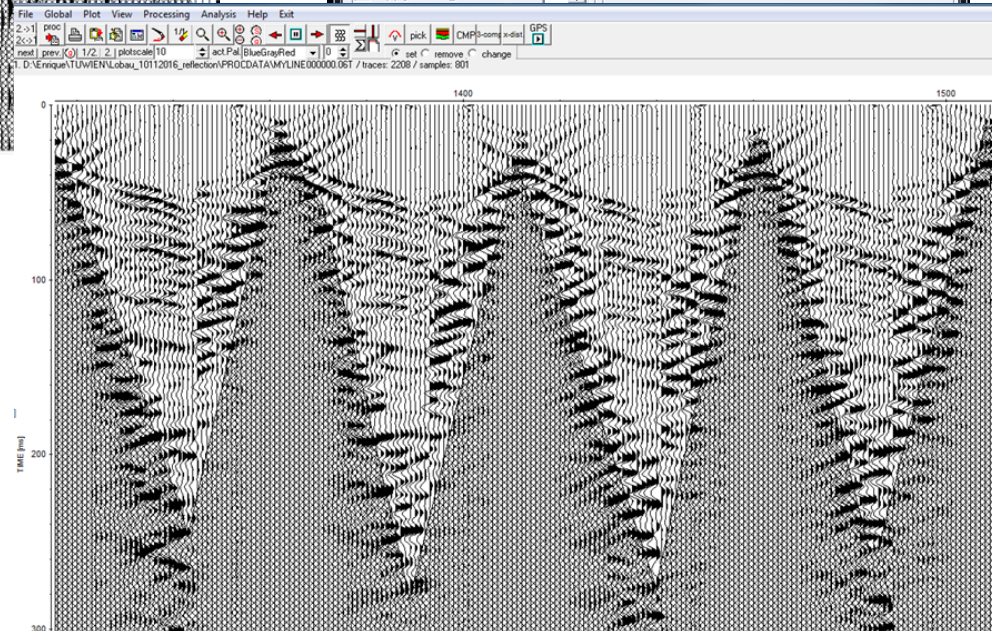 File Global Plot View Processing Analysis Help Exit
2->1 proc 1/f pick CMP 3-comp x-dist. GPS
2<->1
next prev. 1/2 2. plotscale 10 act.Pal. BlueGrayRed 0 set remove change
1. D:\Enrique\TUWIEN\Lobau_10112016_reflection\PROCDATA\MYLINE000000.06T / traces: 2208 / samples: 801
1400 1500
0
100
200
300
TIME [ms]